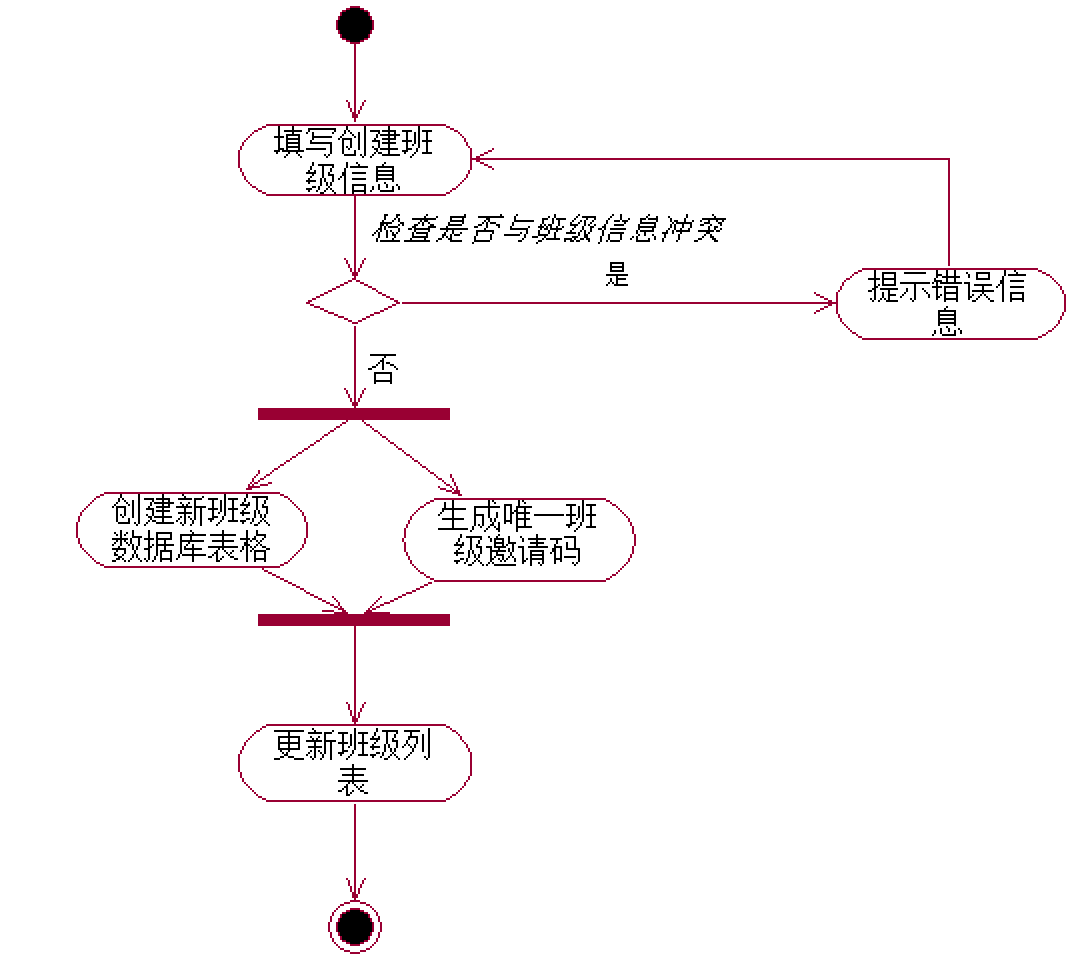 填写创建班
级信息
检查是否与班级信息冲突
是
提示错误信
息
否
创建新班级
数据库表格
生成唯一班
级邀请码
更新班级列
表